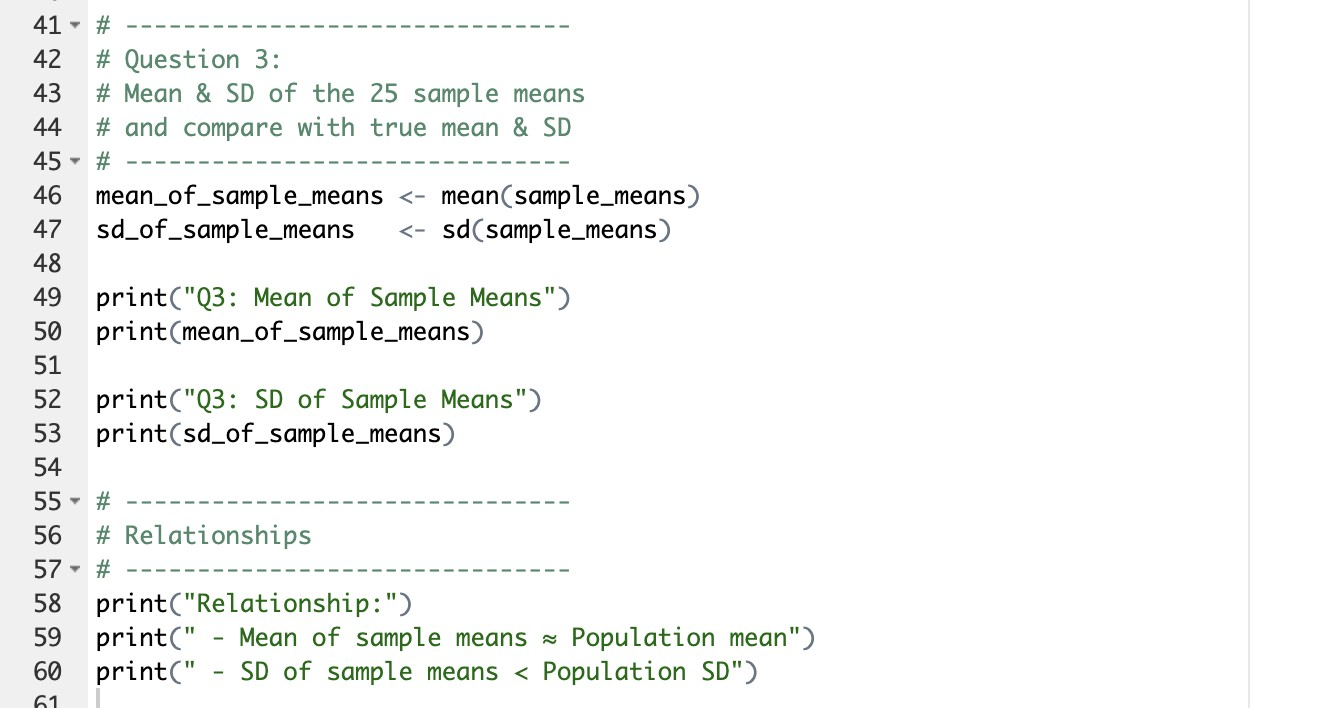 41 # -------------------------------
42 # Question 3:
43 # Mean & SD of the 25 sample means
44 # and compare with true mean & SD
45 # -------------------------------
46 mean_of_sample_means <- mean(sample_means)
47 sd_of_sample_means   <- sd(sample_means)
48
49 print("Q3: Mean of Sample Means")
50 print(mean_of_sample_means)
51
52 print("Q3: SD of Sample Means")
53 print(sd_of_sample_means)
54
55 # -------------------------------
56 # Relationships
57 # -------------------------------
58 print("Relationship:")
59 print(" - Mean of sample means ≈ Population mean")
60 print(" - SD of sample means < Population SD")
61